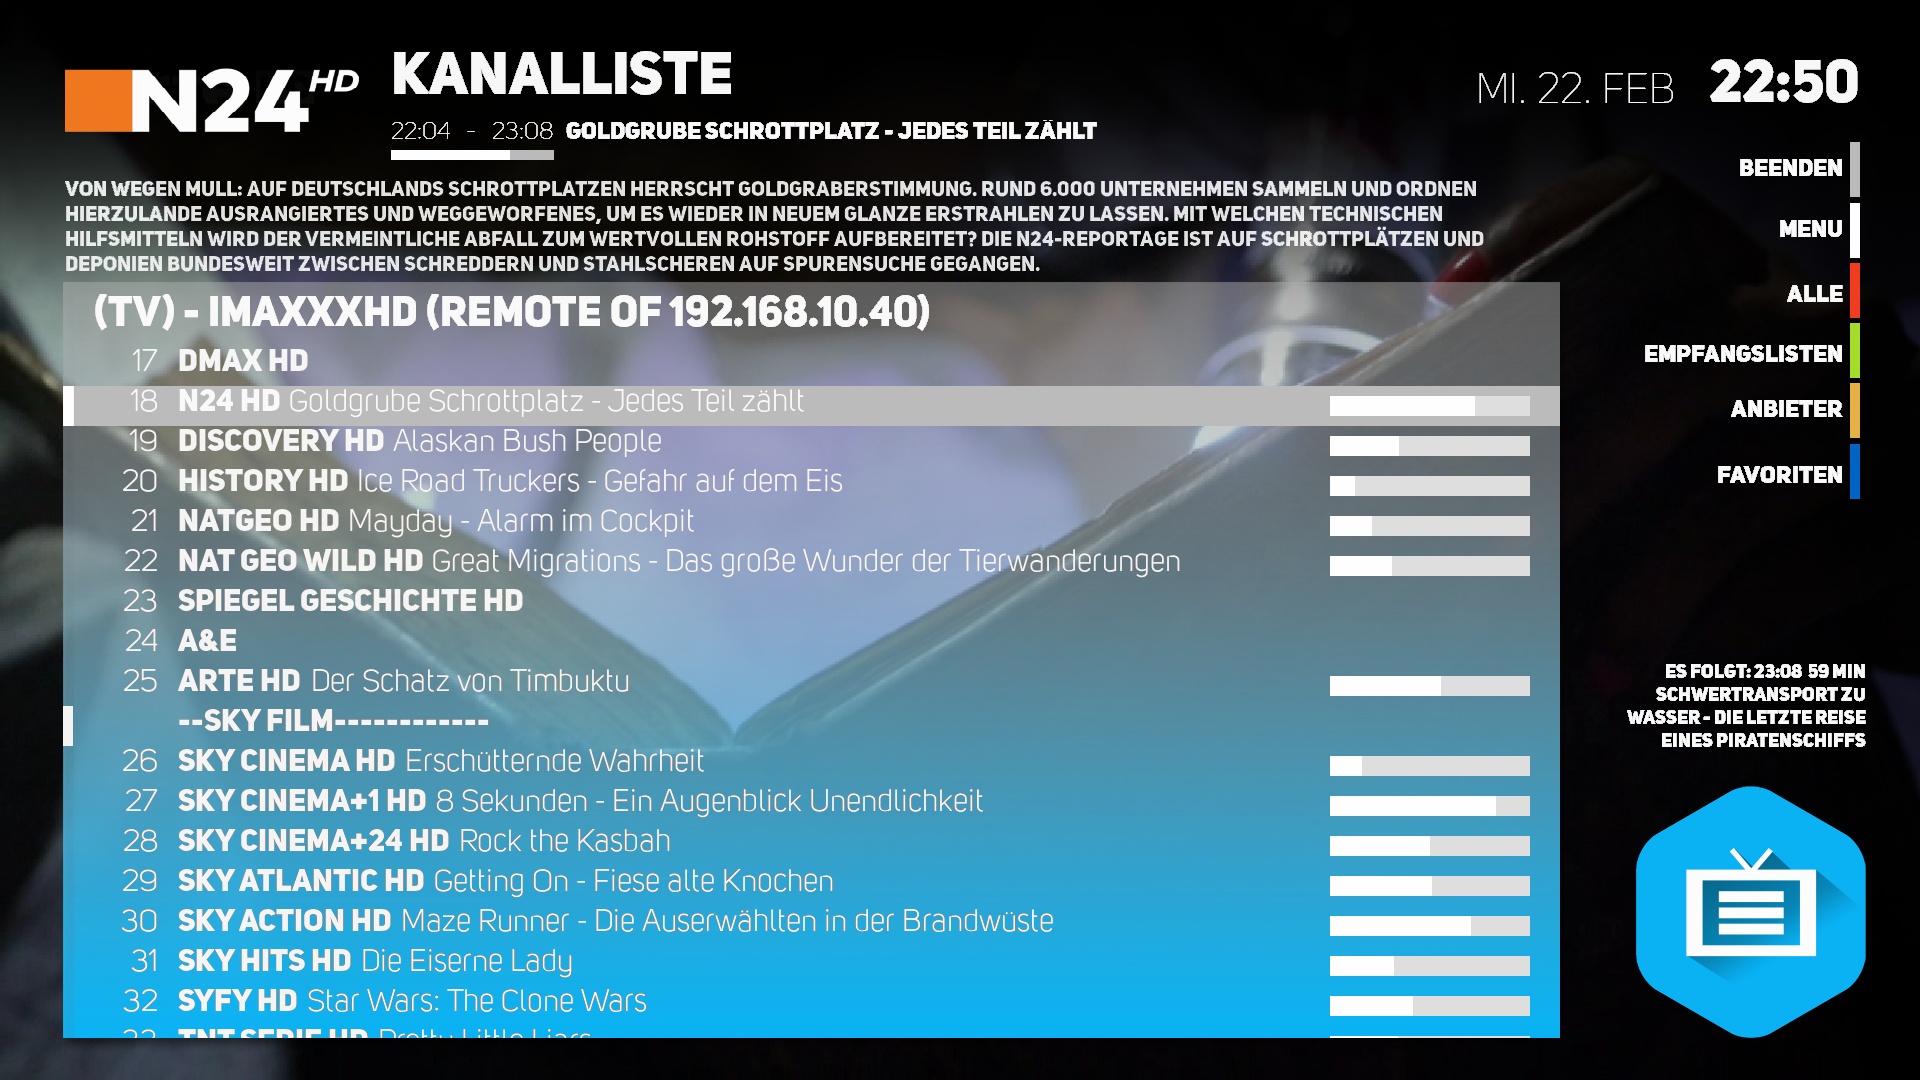 N24 HD
KANALLISTE
MI. 22. FEB 22:50
22:04 - 23:08 GOLDGRUBE SCHROTTPLATZ - JEDES TEIL ZÄHLT
VON WEGEN MULL: AUF DEUTSCHLANDS SCHROTTPLATZEN HERRSCHT GOLDGRABERSTIMMUNG. RUND 6.000 UNTERNEHMEN SAMMELN UND ORDNEN
HIERZULANDE AUSRANGIERTES UND WEGGEWORFENES, UM ES WIEDER IN NEUEM GLANZE ERSTRAHLEN ZU LASSEN. MIT WELCHEN TECHNISCHEN
HILFSMITTELN WIRD DER VERMEINTLICHE ABFALL ZUM WERTVOLLEN ROHSTOFF AUFBEREITET? DIE N24-REPORTAGE IST AUF SCHROTTPLÄTZEN UND
DEPONIEN BUNDESWEIT ZWISCHEN SCHREDDERN UND STAHLSCHEREN AUF SPURENSUCHE GEGANGEN.
(TV) - IMAXXXHD (REMOTE OF 192.168.10.40)
17 DMAX HD
18 N24 HD Goldgrube Schrottplatz - Jedes Teil zählt
19 DISCOVERY HD Alaskan Bush People
20 HISTORY HD Ice Road Truckers - Gefahr auf dem Eis
21 NATGEO HD Mayday - Alarm im Cockpit
22 NAT GEO WILD HD Great Migrations - Das große Wunder der Tierwanderungen
23 SPIEGEL GESCHICHTE HD
24 A&E
25 ARTE HD Der Schatz von Timbuktu
--SKY FILM------------
26 SKY CINEMA HD Erschütternde Wahrheit
27 SKY CINEMA+1 HD 8 Sekunden - Ein Augenblick Unendlichkeit
28 SKY CINEMA+24 HD Rock the Kasbah
29 SKY ATLANTIC HD Getting On - Fiese alte Knochen
30 SKY ACTION HD Maze Runner - Die Auserwählten in der Brandwüste
31 SKY HITS HD Die Eiserne Lady
32 SYFY HD Star Wars: The Clone Wars
33 TNT SERIE HD Pretty Little Liars
BEENDEN
MENU
ALLE
EMPFANGSLISTEN
ANBIETER
FAVORITEN
ES FOLGT: 23:08 59 MIN
SCHWERTRANSPORT ZU
WASSER - DIE LETZTE REISE
EINES PIRATENSCHIFFS